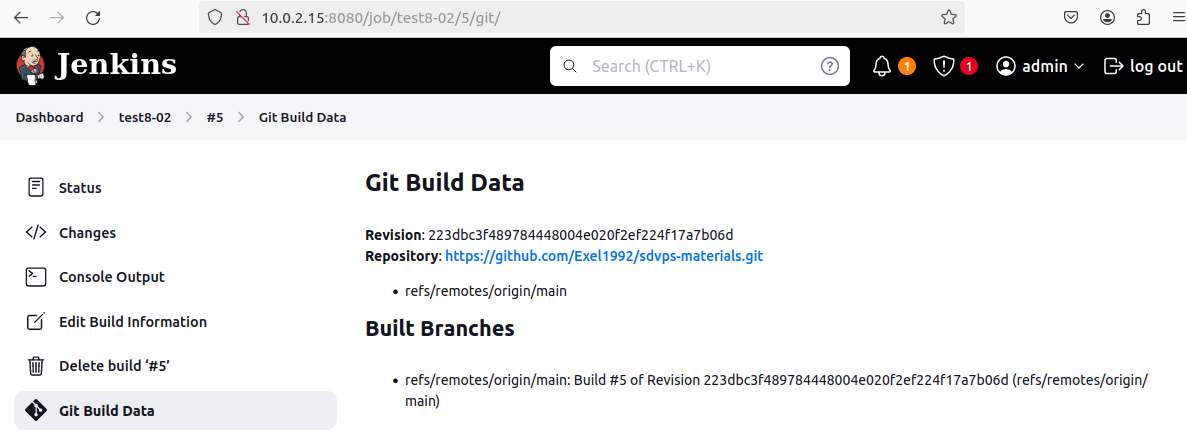 10.0.2.15:8080/job/test8-02/5/git/
Jenkins
Search (CTRL+K)
1
1
admin
log out
Dashboard
test8-02
#5
Git Build Data
Status
Changes
Console Output
Edit Build Information
Delete build ‘#5’
Git Build Data
Git Build Data
Revision: 223dbc3f489784448004e020f2ef224f17a7b06d
Repository: https://github.com/Exel1992/sdvps-materials.git
• refs/remotes/origin/main
Built Branches
• refs/remotes/origin/main: Build #5 of Revision 223dbc3f489784448004e020f2ef224f17a7b06d (refs/remotes/origin/
main)